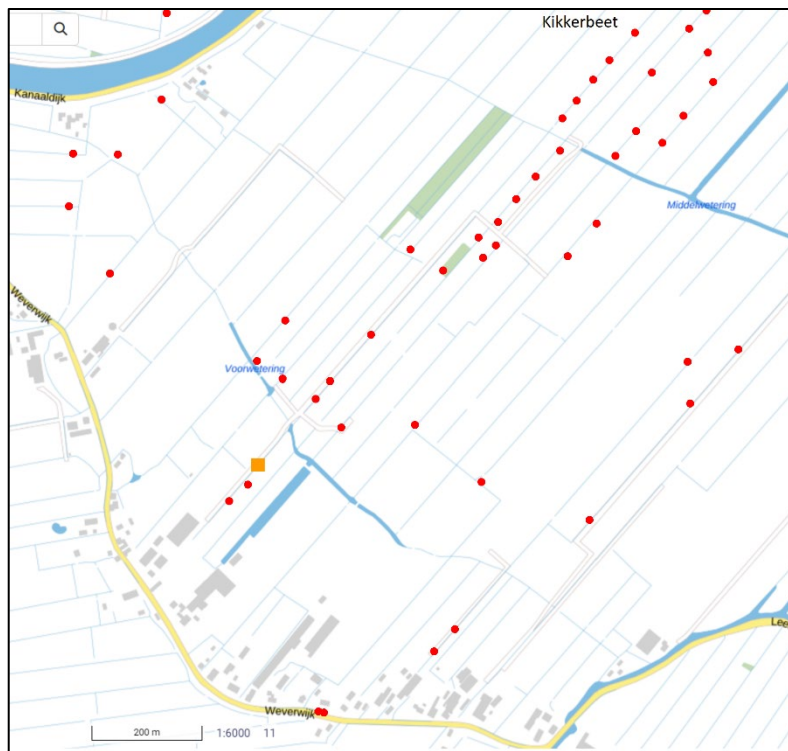 Kikkerbeet
Kanaaldijk
Middelwetering
Weverwijk
Voorwetering
Lee
Weverwijk
200 m
1:6000 11